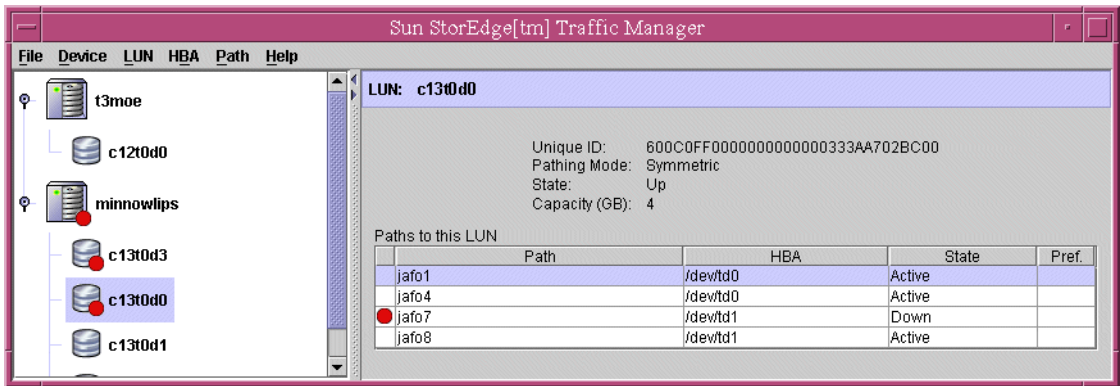 Sun StorEdge[tm] Traffic Manager
File Device LUN HBA Path Help
t3moe
c12t0d0
minnowlips
c13t0d3
c13t0d0
c13t0d1
LUN: c13t0d0
Unique ID: 600C0FF0000000000000333AA702BC00
Pathing Mode: Symmetric
State: Up
Capacity (GB): 4
Paths to this LUN
Path HBA State Pref.
jafo1 /dev/td0 Active
jafo4 /dev/td0 Active
jafo7 /dev/td1 Down
jafo8 /dev/td1 Active